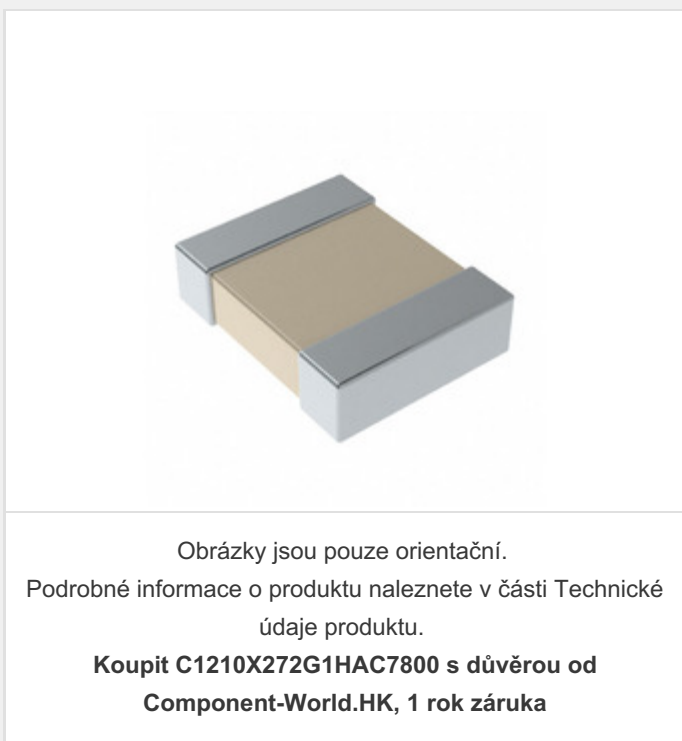 Obrázky jsou pouze orientační.
Podrobné informace o produktu naleznete v části Technické
údaje produktu.
Koupit C1210X272G1HAC7800 s důvěrou od
Component-World.HK, 1 rok záruka